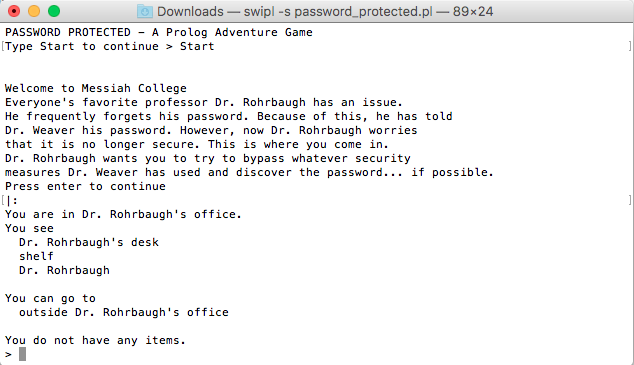 Downloads — swipl -s password_protected.pl — 89×24
PASSWORD PROTECTED - A Prolog Adventure Game
[Type Start to continue > Start ]
Welcome to Messiah College
Everyone's favorite professor Dr. Rohrbaugh has an issue.
He frequently forgets his password. Because of this, he has told
Dr. Weaver his password. However, now Dr. Rohrbaugh worries
that it is no longer secure. This is where you come in.
Dr. Rohrbaugh wants you to try to bypass whatever security
measures Dr. Weaver has used and discover the password... if possible.
Press enter to continue
[|: ]
You are in Dr. Rohrbaugh's office.
You see
Dr. Rohrbaugh's desk
shelf
Dr. Rohrbaugh
You can go to
outside Dr. Rohrbaugh's office
You do not have any items.
>